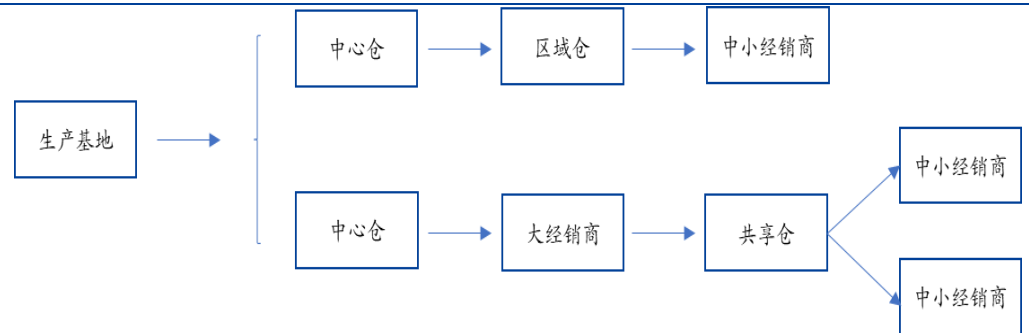 中心仓
区域仓
中小经销商
生产基地
中小经销商
中心仓
大经销商
共享仓
中小经销商